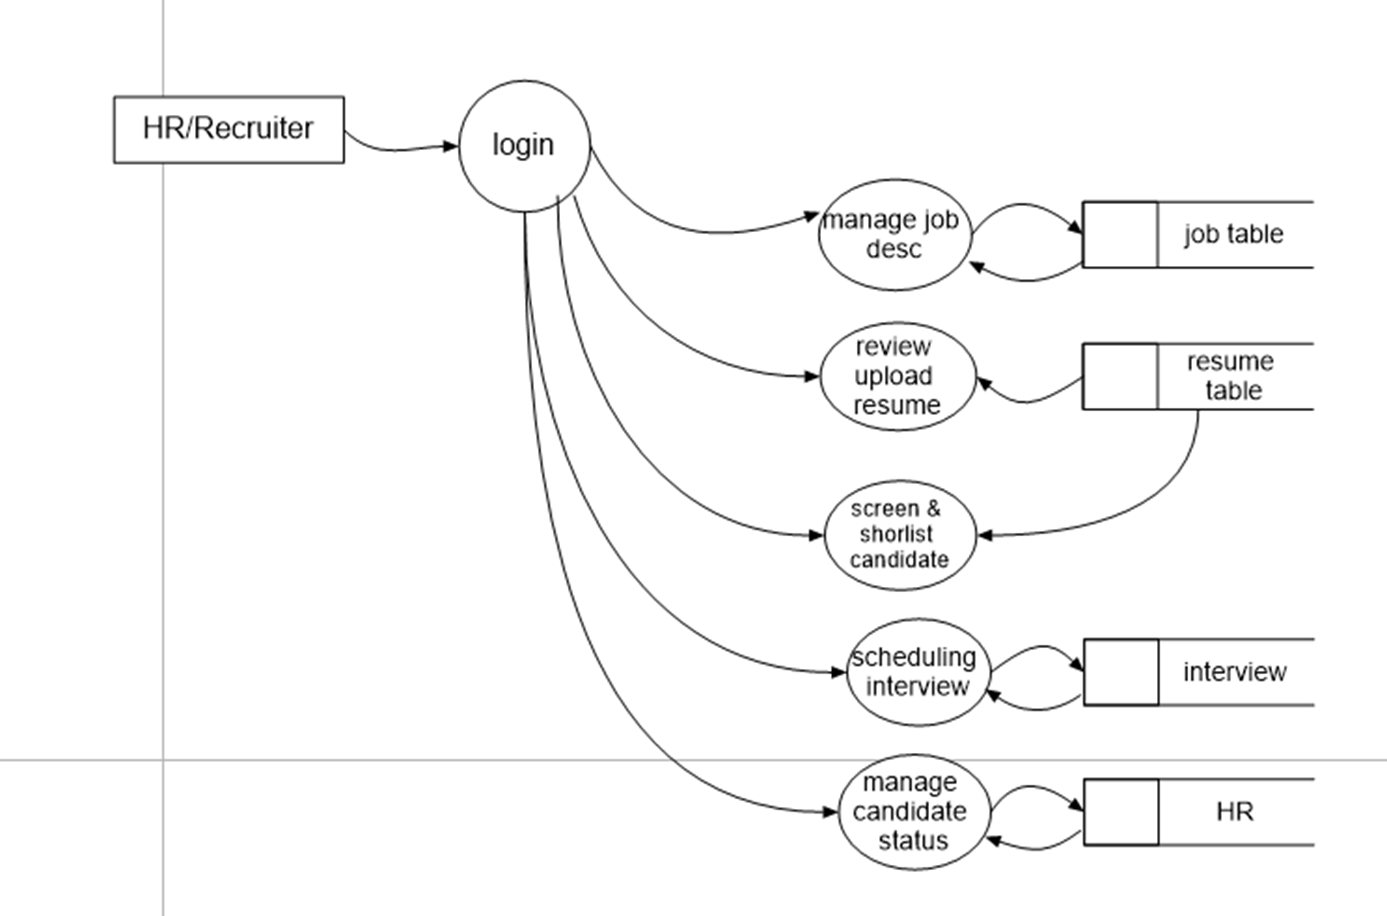 HR/Recruiter
login
manage job
desc
job table
review
upload
resume
resume
table
screen &
shorlist
candidate
scheduling
interview
interview
manage
candidate
status
HR